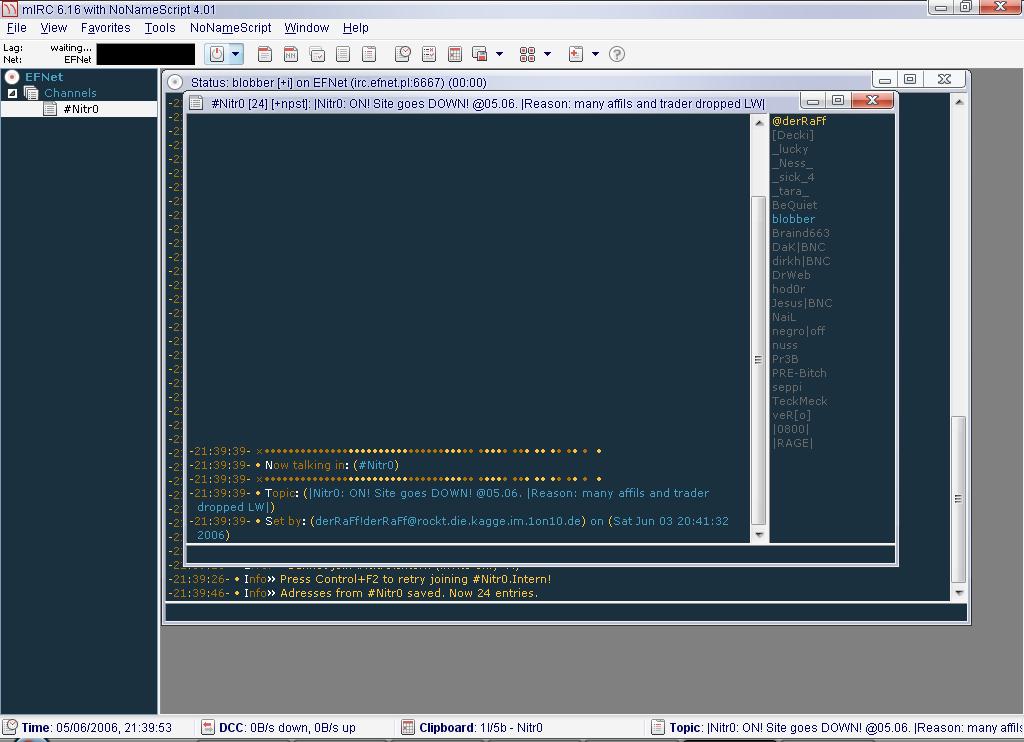 mIRC 6.16 with NoNameScript 4.01
File View Favorites Tools NoNameScript Window Help
Lag: waiting...
Net: EFNet
EFNet
Channels
#Nitr0
Status: blobber [+i] on EFNet (irc.efnet.pl:6667) (00:00)
#Nitr0 [24] [+npst]: |Nitr0: ON! Site goes DOWN! @05.06. |Reason: many affils and trader dropped LW|
@derRaFf
[Decki]
_lucky
_Ness_
_sick_4
_tara_
BeQuiet
blobber
Braind663
DaK|BNC
dirkh|BNC
DrWeb
hod0r
Jesus|BNC
NaiL
negro|off
nuss
Pr3B
PRE-Bitch
seppi
TeckMeck
veR[o]
|0800|
|RAGE|
-21:39:39-
-21:39:39- • Now talking in: (#Nitr0)
-21:39:39-
-21:39:39- • Topic: (|Nitr0: ON! Site goes DOWN! @05.06. |Reason: many affils and trader
dropped LW|)
-21:39:39- • Set by: (derRaFf!derRaFf@rockt.die.kagge.im.1on10.de) on (Sat Jun 03 20:41:32
2006)
-21:39:26- • Info» Press Control+F2 to retry joining #Nitr0.Intern!
-21:39:46- • Info» Adresses from #Nitr0 saved. Now 24 entries.
Time: 05/06/2006, 21:39:53 DCC: 0B/s down, 0B/s up Clipboard: 1l/5b - Nitr0 Topic: |Nitr0: ON! Site goes DOWN! @05.06. |Reason: many affils